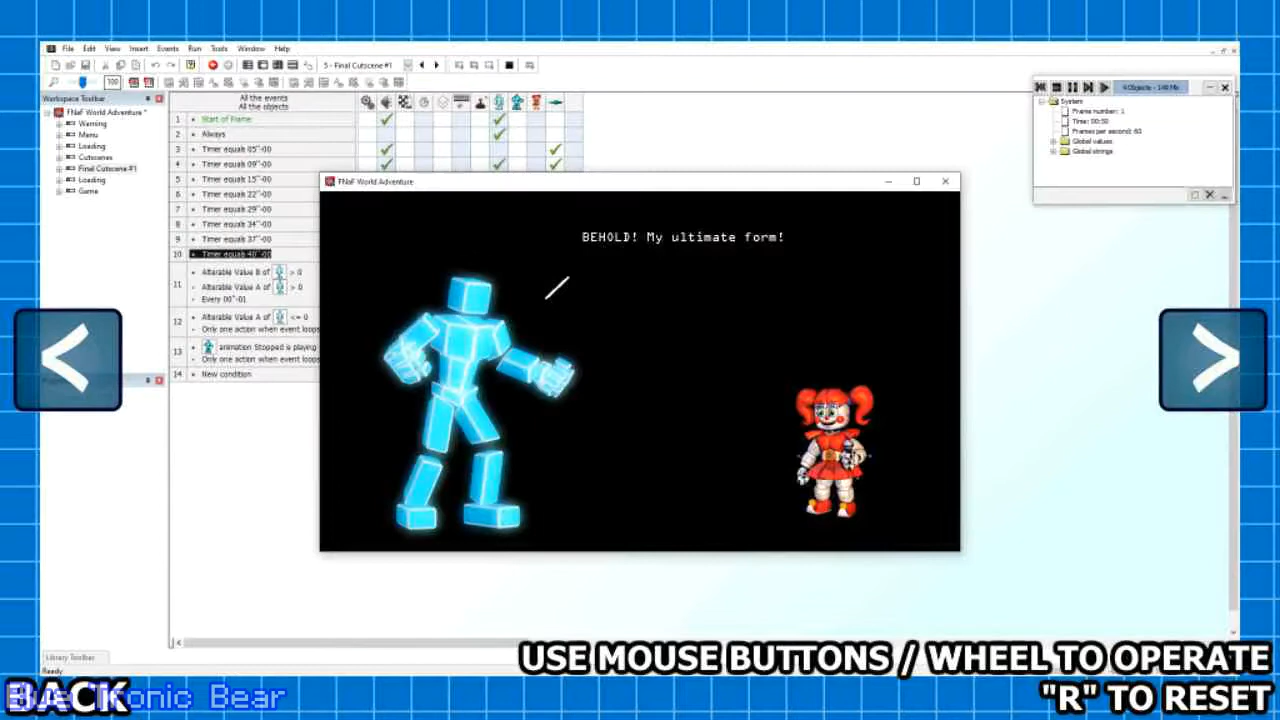 File Edit View Insert Events Run Tools Window Help
5 - Final Cutscene #1
100
Workspace Toolbar
FNaF World Adventure *
Warning
Menu
Loading
Cutscenes
Final Cutscene #1
Loading
Game
All the events
All the objects
1 Start of Frame
2 Always
3 Timer equals 05"-00
4 Timer equals 09"-00
5 Timer equals 15"-00
6 Timer equals 22"-00
7 Timer equals 29"-00
8 Timer equals 34"-00
9 Timer equals 37"-00
10 Timer equals 40"-00
11
Alterable Value B of > 0
Alterable Value A of > 0
Every 00"-01
12
Alterable Value A of <= 0
Only one action when event loops
13
animation Stopped is playing
Only one action when event loops
14 New condition
FNaF World Adventure
BEHOLD! My ultimate form!
System
Frame number: 1
Time: 00:50
Frames per second: 60
Global values
Global strings
<
>
Library Toolbar
Ready
USE MOUSE BUTTONS / WHEEL TO OPERATE
"R" TO RESET
BACK
Blue Tronic Bear